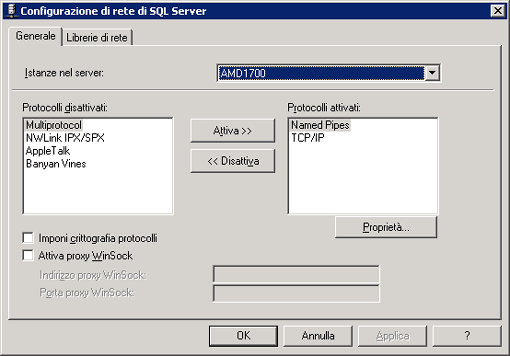 Configurazione di rete di SQL Server
Generale
Librerie di rete
Istanze nel server:
AMD1700
Protocolli disattivati:
Multiprotocol
NWLink IPX/SPX
AppleTalk
Banyan Vines
Attiva >>
<< Disattiva
Protocolli attivati:
Named Pipes
TCP/IP
Proprietà...
Imponi crittografia protocolli
Attiva proxy WinSock
Indirizzo proxy WinSock:
Porta proxy WinSock:
OK
Annulla
Applica
?